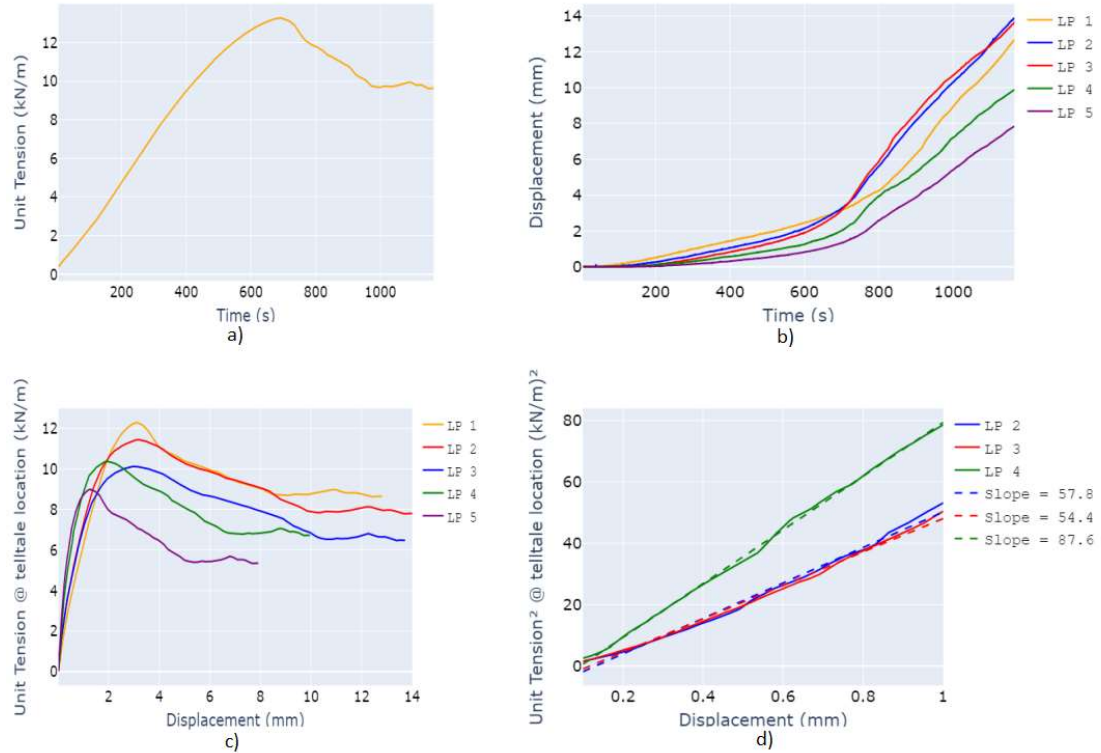 Unit Tension (kN/m)
12
10
8
6
4
2
0
200
400
600
800
1000
Time (s)
a)
Displacement (mm)
14
12
10
8
6
4
2
0
200
400
600
800
1000
Time (s)
b)
LP 1
LP 2
LP 3
LP 4
LP 5
Unit Tension @ telltale location (kN/m)
12
10
8
6
4
2
0
2
4
6
8
10
12
14
Displacement (mm)
c)
LP 1
LP 2
LP 3
LP 4
LP 5
Unit Tension² @ telltale location (kN/m)²
80
60
40
20
0
0.2
0.4
0.6
0.8
1
Displacement (mm)
d)
LP 2
LP 3
LP 4
Slope = 57.8
Slope = 54.4
Slope = 87.6